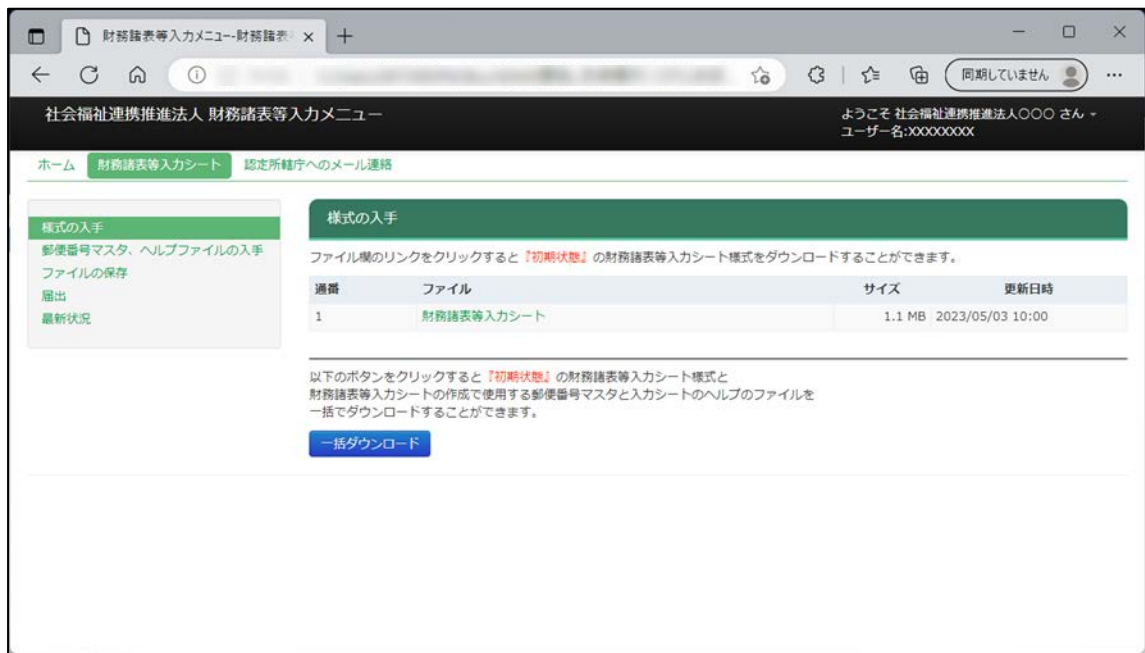 財務諸表等入力メニュー--財務諸表
同期していません
社会福祉連携推進法人 財務諸表等入力メニュー
ようこそ 社会福祉連携推進法人〇〇〇 さん
ユーザー名:XXXXXXXX
ホーム 財務諸表等入力シート 認定所轄庁へのメール連絡
様式の入手
郵便番号マスタ、ヘルプファイルの入手
ファイルの保存
届出
最新状況
様式の入手
ファイル欄のリンクをクリックすると『初期状態』の財務諸表等入力シート様式をダウンロードすることができます。
通番 ファイル サイズ 更新日時
1 財務諸表等入力シート 1.1 MB 2023/05/03 10:00
以下のボタンをクリックすると『初期状態』の財務諸表等入力シート様式と
財務諸表等入力シートの作成で使用する郵便番号マスタと入力シートのヘルプのファイルを
一括でダウンロードすることができます。
一括ダウンロード